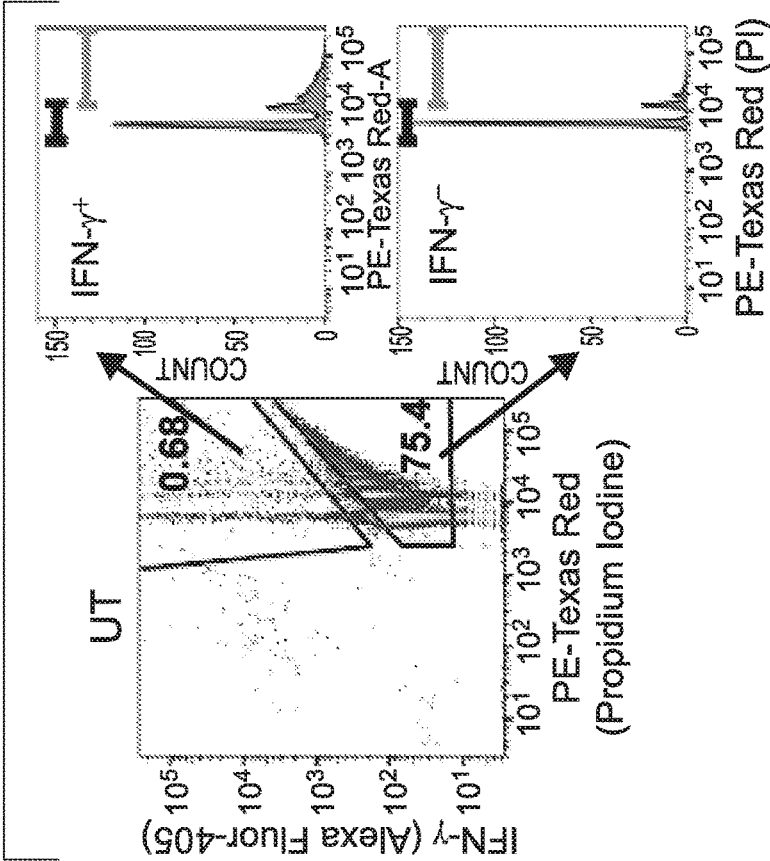 UT
IFN-γ (Alexa Fluor-405)
10⁵
10⁴
10³
10²
10¹
0.68
75.4
10¹ 10² 10³ 10⁴ 10⁵
PE-Texas Red
(Propidium Iodine)
COUNT
150
100
50
0
IFN-γ⁺
10¹ 10² 10³ 10⁴ 10⁵
PE-Texas Red-A
COUNT
150
100
50
0
IFN-γ⁻
10¹ 10² 10³ 10⁴ 10⁵
PE-Texas Red (PI)